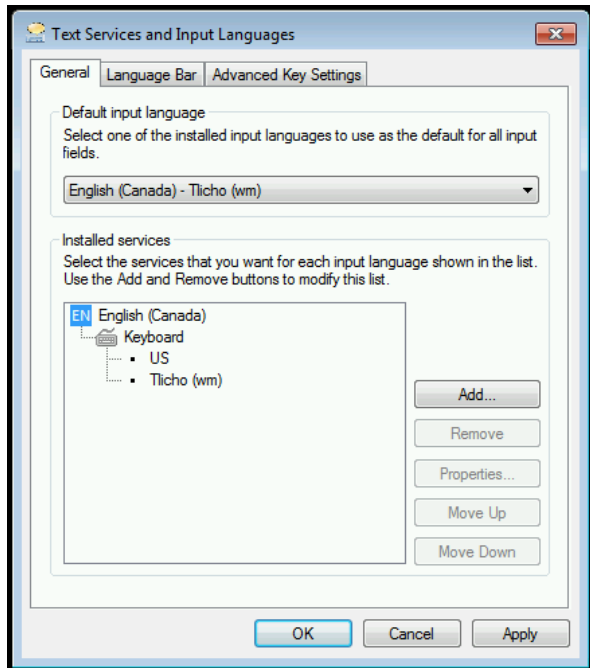 Text Services and Input Languages
General
Language Bar
Advanced Key Settings
Default input language
Select one of the installed input languages to use as the default for all input
fields.
English (Canada) - Tlicho (wm)
Installed services
Select the services that you want for each input language shown in the list.
Use the Add and Remove buttons to modify this list.
EN English (Canada)
Keyboard
US
Tlicho (wm)
Add...
Remove
Properties...
Move Up
Move Down
OK
Cancel
Apply